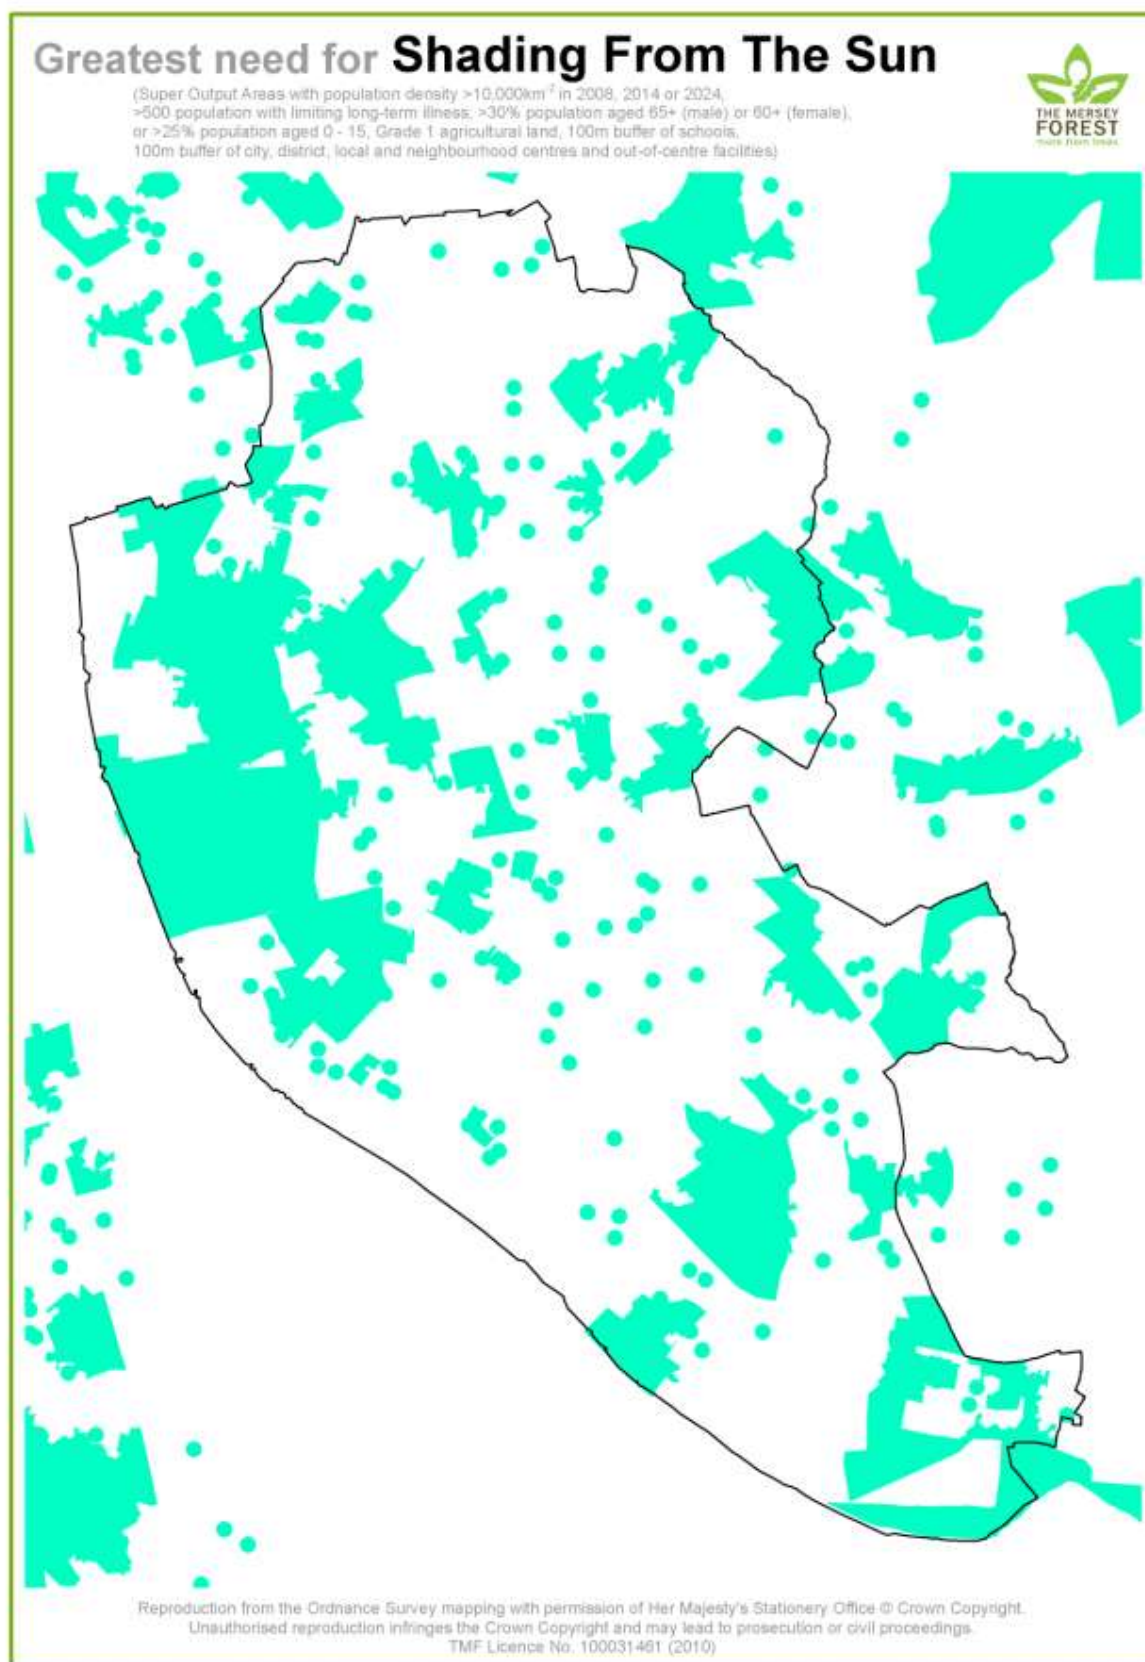 Greatest need for Shading From The Sun
(Super Output Areas with population density >10,000km⁻² in 2008, 2014 or 2024,
>500 population with limiting long-term illness, >30% population aged 65+ (male) or 60+ (female),
or >25% population aged 0 - 15, Grade 1 agricultural land, 100m buffer of schools,
100m buffer of city, district, local and neighbourhood centres and out-of-centre facilities)
THE MERSEY
FOREST
more from trees
Reproduction from the Ordnance Survey mapping with permission of Her Majesty's Stationery Office © Crown Copyright.
Unauthorised reproduction infringes the Crown Copyright and may lead to prosecution or civil proceedings.
TMF Licence No. 100031461 (2010)